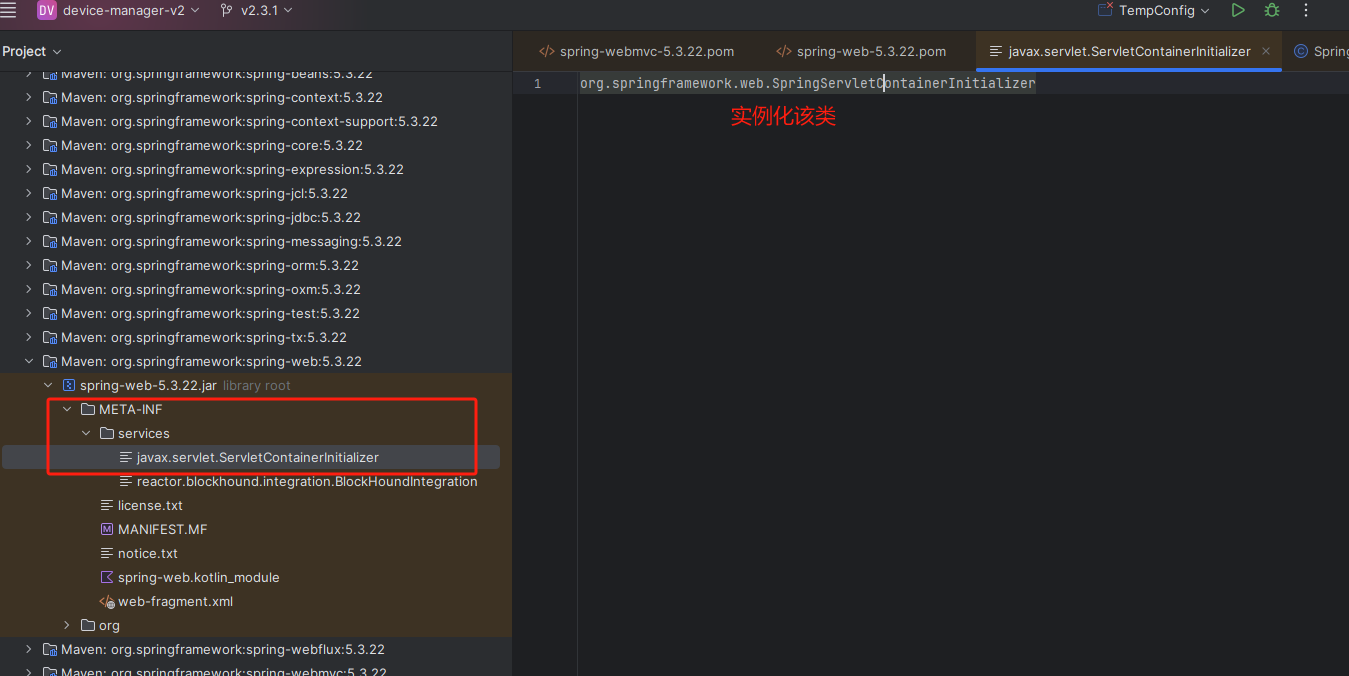 DV device-manager-v2 v2.3.1 TempConfig
Project
spring-webmvc-5.3.22.pom spring-web-5.3.22.pom javax.servlet.ServletContainerInitializer Spring
Maven: org.springframework:spring-beans:5.3.22
Maven: org.springframework:spring-context:5.3.22
Maven: org.springframework:spring-context-support:5.3.22
Maven: org.springframework:spring-core:5.3.22
Maven: org.springframework:spring-expression:5.3.22
Maven: org.springframework:spring-jcl:5.3.22
Maven: org.springframework:spring-jdbc:5.3.22
Maven: org.springframework:spring-messaging:5.3.22
Maven: org.springframework:spring-orm:5.3.22
Maven: org.springframework:spring-oxm:5.3.22
Maven: org.springframework:spring-test:5.3.22
Maven: org.springframework:spring-tx:5.3.22
Maven: org.springframework:spring-web:5.3.22
spring-web-5.3.22.jar library root
META-INF
services
javax.servlet.ServletContainerInitializer
reactor.blockhound.integration.BlockHoundIntegration
license.txt
MANIFEST.MF
notice.txt
spring-web.kotlin_module
web-fragment.xml
org
Maven: org.springframework:spring-webflux:5.3.22
Maven: org.springframework:spring-webmvc:5.3.22
1 org.springframework.web.SpringServletContainerInitializer
实例化该类